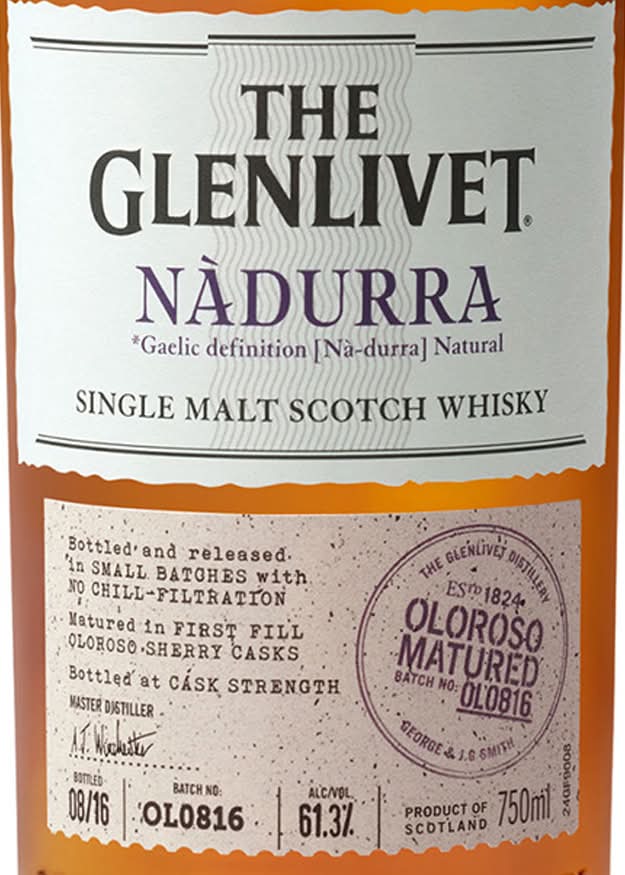 THE
GLENLIVET®
NÀDURRA
*Gaelic definition [Nà-durra] Natural
SINGLE MALT SCOTCH WHISKY
Bottled and released
in SMALL BATCHES with
NO CHILL-FILTRATION
Matured in FIRST FILL
OLOROSO SHERRY CASKS
Bottled at CASK STRENGTH
MASTER DISTILLER
A.J. Winchester
THE GLENLIVET DISTILLERY
ESTD 1824
OLOROSO
MATURED
BATCH NO:
OL0816
GEORGE & J.G SMITH
BOTTLED
08/16
BATCH NO:
OL0816
ALC/VOL
61.3%
PRODUCT OF
SCOTLAND
750ml
24GF9008